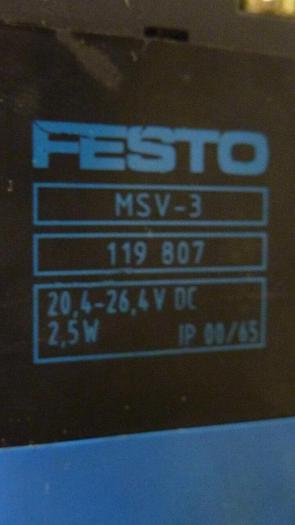 FESTO
MSV-3
119 807
20,4-26,4 V DC
2,5 W IP 00/65